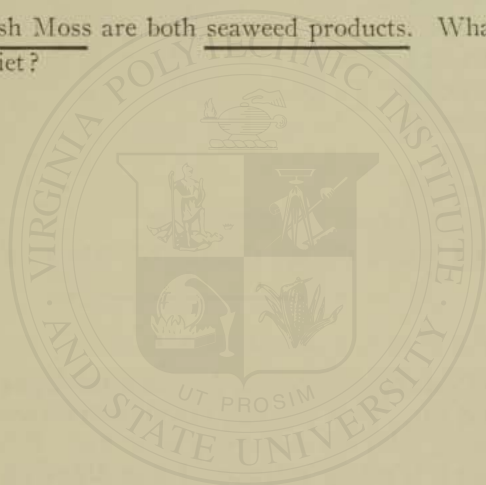 sh Moss are both seaweed products. Wha
iet?
VIRGINIA POLYTECHNIC INSTITUTE
· AND STATE UNIVERSITY ·
UT PROSIM